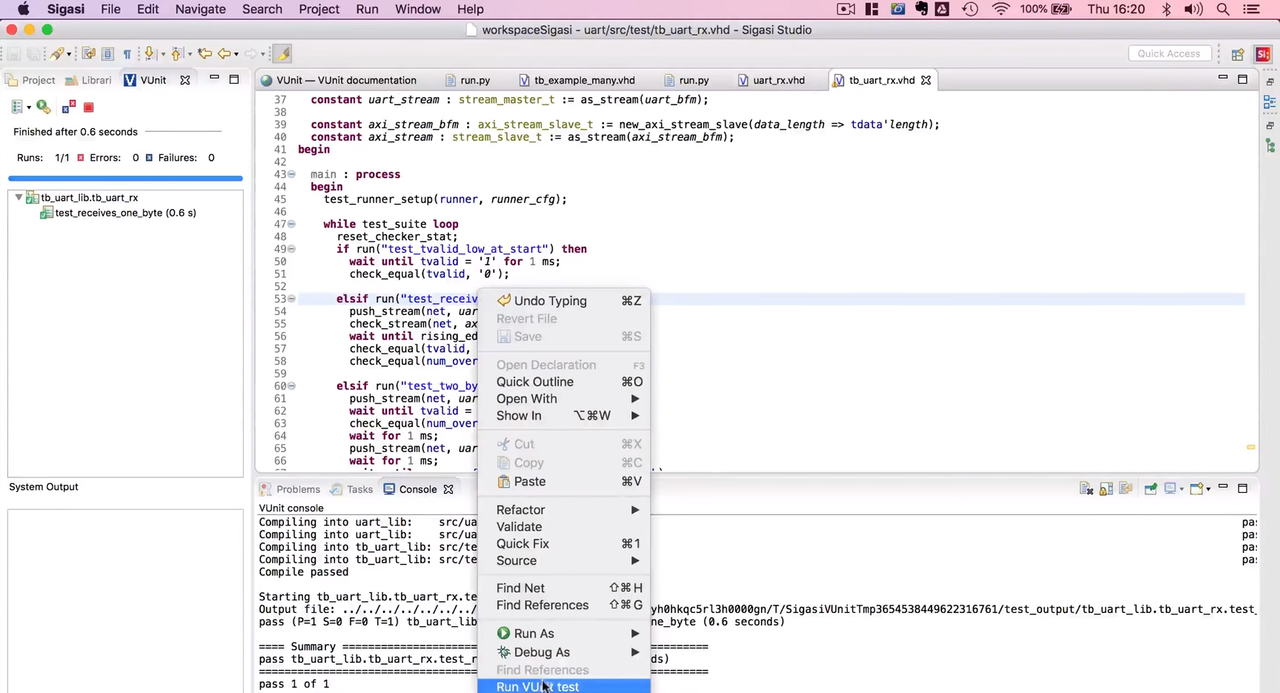 Sigasi File Edit Navigate Search Project Run Window Help 100% Thu 16:20
workspaceSigasi - uart/src/test/tb_uart_rx.vhd - Sigasi Studio
Quick Access
Project Librari VUnit
Finished after 0.6 seconds
Runs: 1/1 Errors: 0 Failures: 0
tb_uart_lib.tb_uart_rx
test_receives_one_byte (0.6 s)
System Output
VUnit — VUnit documentation run.py tb_example_many.vhd run.py uart_rx.vhd tb_uart_rx.vhd
37 constant uart_stream : stream_master_t := as_stream(uart_bfm);
38
39 constant axi_stream_bfm : axi_stream_slave_t := new_axi_stream_slave(data_length => tdata'length);
40 constant axi_stream : stream_slave_t := as_stream(axi_stream_bfm);
41 begin
42
43 main : process
44 begin
45 test_runner_setup(runner, runner_cfg);
46
47 while test_suite loop
48 reset_checker_stat;
49 if run("test_tvalid_low_at_start") then
50 wait until tvalid = '1' for 1 ms;
51 check_equal(tvalid, '0');
52
53 elsif run("test_receiv
54 push_stream(net, uar
55 check_stream(net, ax
56 wait until rising_ed
57 check_equal(tvalid,
58 check_equal(num_over
59
60 elsif run("test_two_by
61 push_stream(net, uar
62 wait until tvalid =
63 check_equal(num_over
64 wait for 1 ms;
65 push_stream(net, uar
66 wait for 1 ms;
Undo Typing ⌘Z
Revert File
Save ⌘S
Open Declaration F3
Quick Outline ⌘O
Open With
Show In ⌥⌘W
Cut ⌘X
Copy ⌘C
Paste ⌘V
Refactor
Validate
Quick Fix ⌘1
Source
Find Net ⇧⌘H
Find References ⇧⌘G
Run As
Debug As
Find References
Run VUnit test
Problems Tasks Console
VUnit console
Compiling into uart_lib: src/ua pas
Compiling into uart_lib: src/ua pas
Compiling into tb_uart_lib: src/te pas
Compiling into tb_uart_lib: src/te pas
Compile passed
Starting tb_uart_lib.tb_uart_rx.te
Output file: ../../../../../../ yh0hkqc5rl3h0000gn/T/SigasiVUnitTmp3654538449622316761/test_output/tb_uart_lib.tb_uart_rx.test_
pass (P=1 S=0 F=0 T=1) tb_uart_lib ne_byte (0.6 seconds)
==== Summary ====================
pass tb_uart_lib.tb_uart_rx.test_r ds)
pass 1 of 1